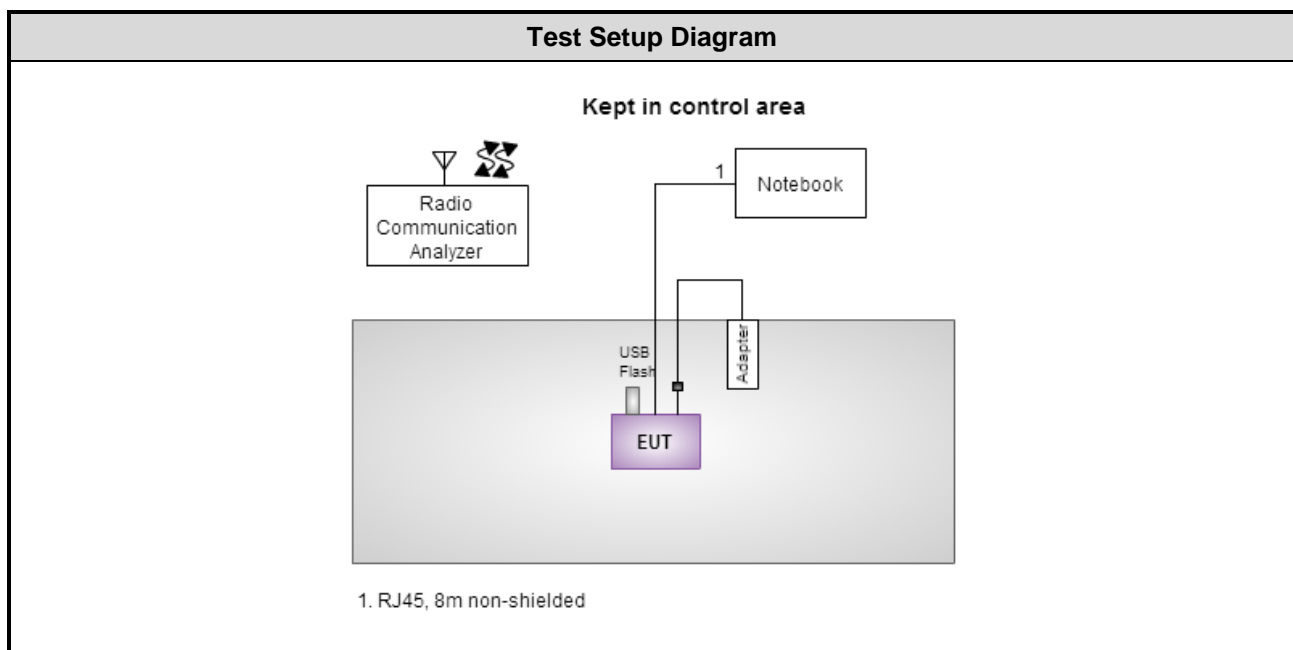 Test Setup Diagram
Kept in control area
Radio
Communication
Analyzer
1
Notebook
USB
Flash
Adapter
EUT
1. RJ45, 8m non-shielded